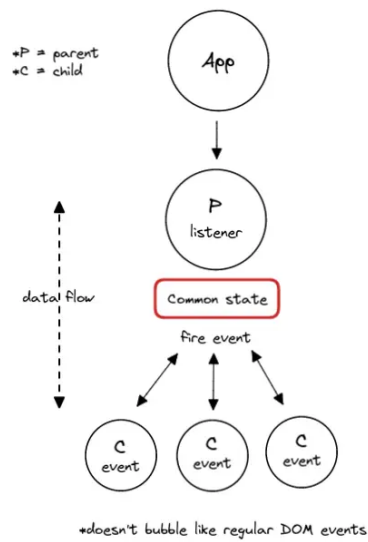 App
*P = parent
*C = child
P
listener
Common state
data flow
fire event
C
event
C
event
C
event
*doesn't bubble like regular DOM events